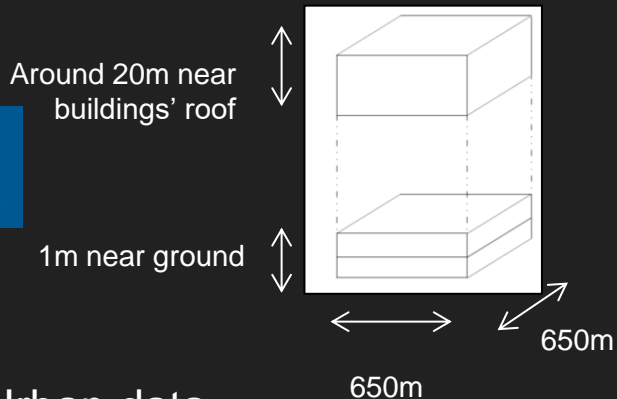 Around 20m near
buildings’ roof
1m near ground
650m
650m